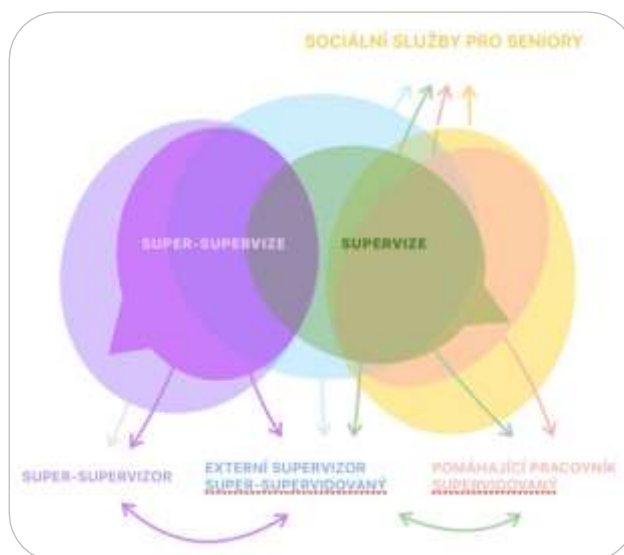 SOCIÁLNÍ SLUŽBY PRO SENIORY
SUPER-SUPERVIZE
SUPERVIZE
SUPER-SUPERVIZOR
EXTERNÍ SUPERVIZOR
SUPER-SUPERVIDOVANÝ
POMÁHAJÍCÍ PRACOVNÍK
SUPERVIDOVANÝ